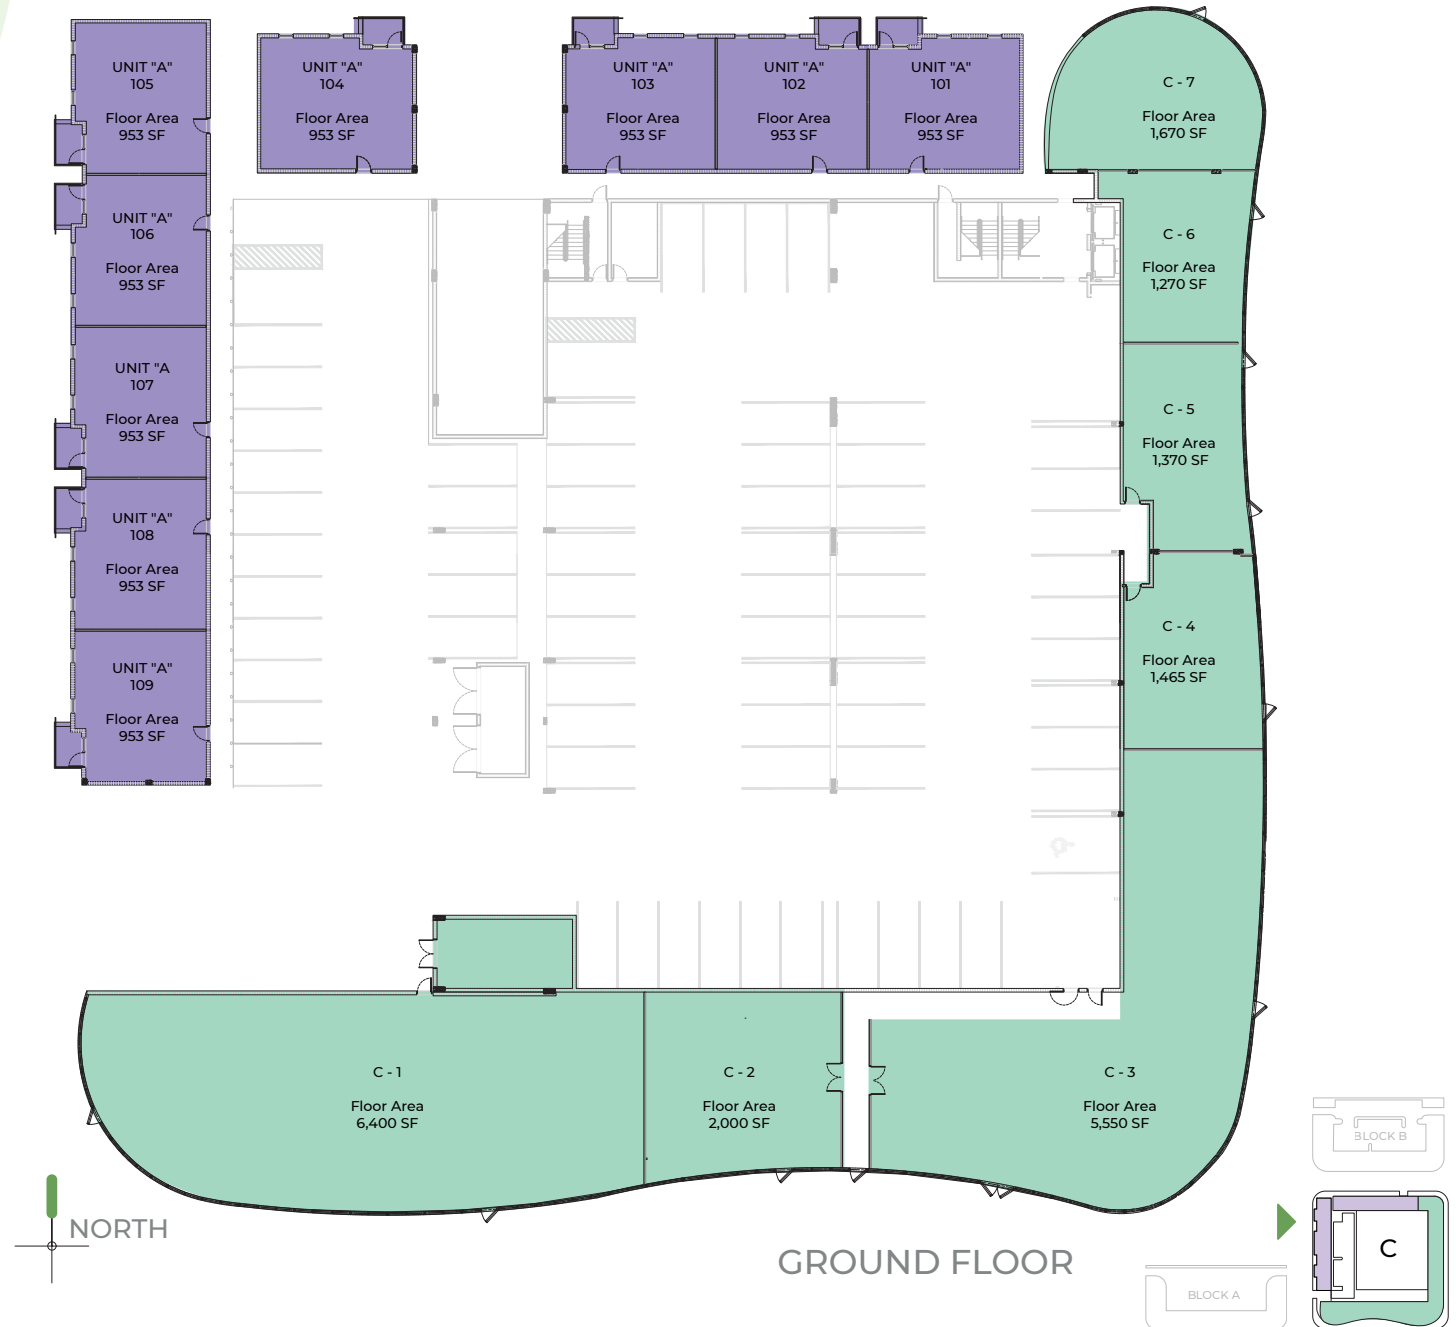 UNIT "A"
105
Floor Area
953 SF
UNIT "A"
104
Floor Area
953 SF
UNIT "A"
103
Floor Area
953 SF
UNIT "A"
102
Floor Area
953 SF
UNIT "A"
101
Floor Area
953 SF
C - 7
Floor Area
1,670 SF
UNIT "A"
106
Floor Area
953 SF
C - 6
Floor Area
1,270 SF
UNIT "A
107
Floor Area
953 SF
C - 5
Floor Area
1,370 SF
UNIT "A"
108
Floor Area
953 SF
C - 4
Floor Area
1,465 SF
UNIT "A"
109
Floor Area
953 SF
C - 1
Floor Area
6,400 SF
C - 2
Floor Area
2,000 SF
C - 3
Floor Area
5,550 SF
NORTH
GROUND FLOOR
BLOCK B
C
BLOCK A